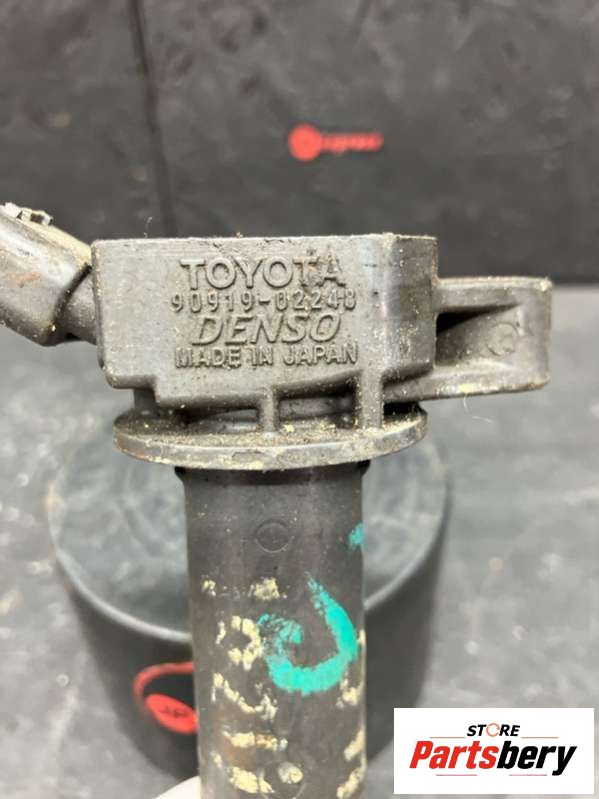 TOYOTA
90919-02248
DENSO
MADE IN JAPAN
STORE
Partsbery